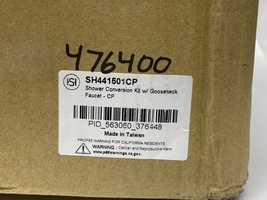 476400
ISI
SH441501CP
Shower Conversion Kit w/ Gooseneck
Faucet - CP
PID_563060_376448
Made in Taiwan
PROP65 WARNING FOR CALIFORNIA RESIDENTS
WARNING: Cancer and Reproductive Harm
www.p65warnings.ca.gov.